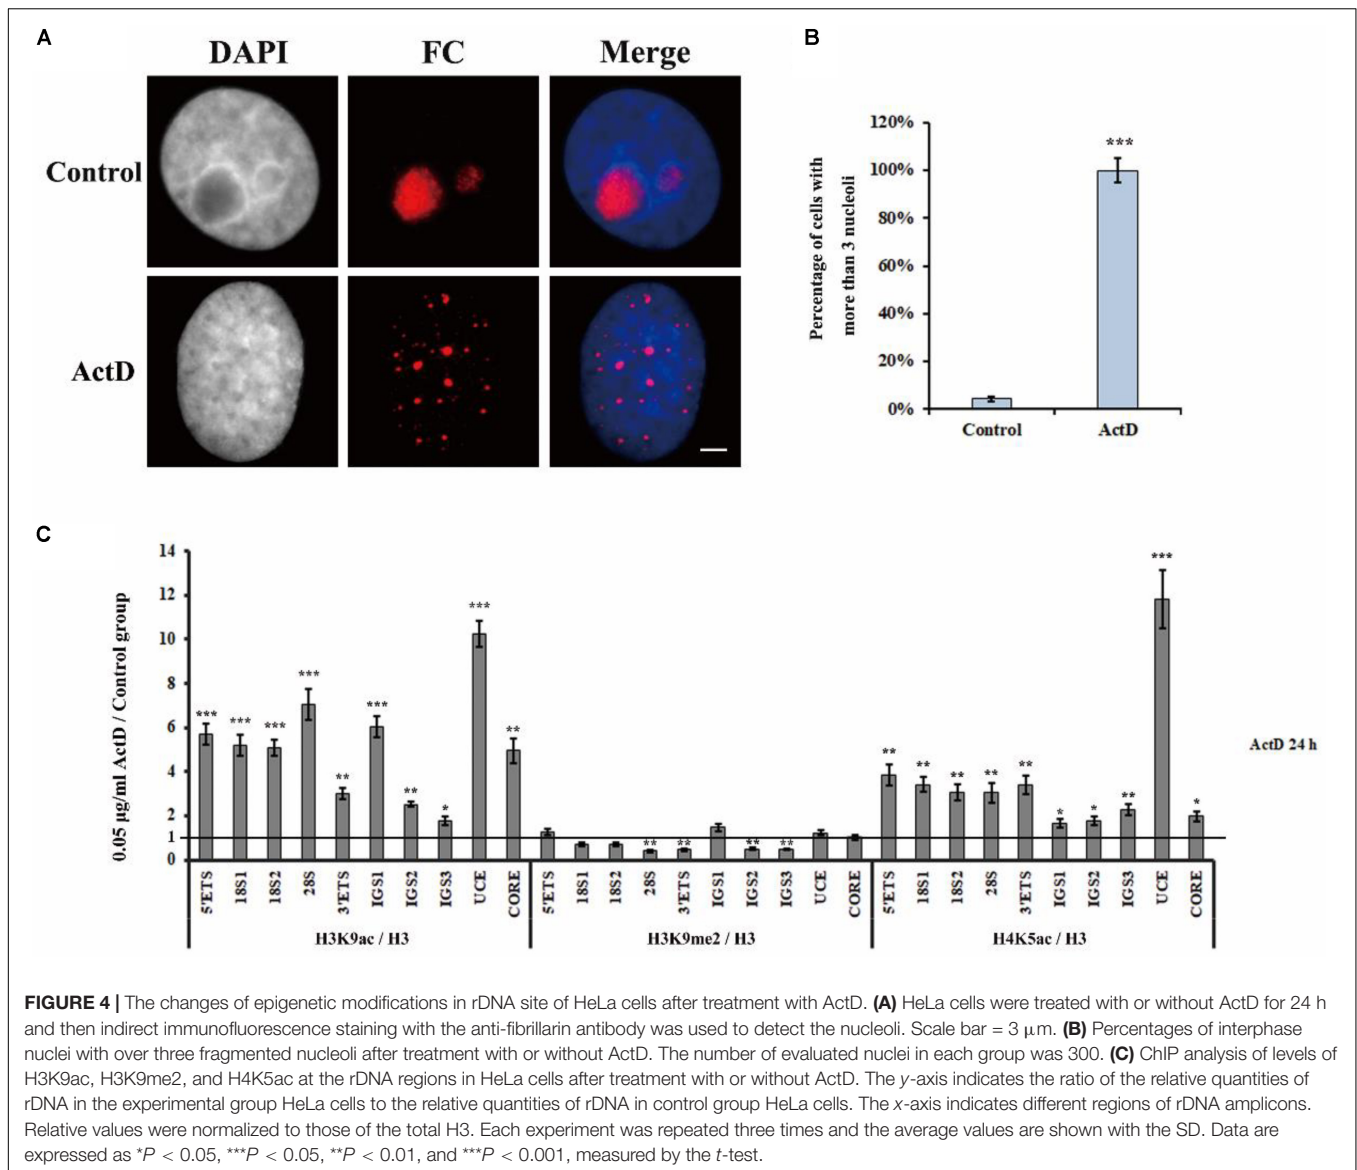 A
DAPI
FC
Merge
Control
ActD
B
Percentage of cells with
more than 3 nucleoli
120%
100%
80%
60%
40%
20%
0%
***
Control
ActD
C
0.05 μg/ml ActD / Control group
14
12
10
8
6
4
2
1
0
*** *** *** *** ** *** ** * *** **
** ** ** **
** ** ** ** ** * * ** *** *
5'ETS 18S1 18S2 28S 3'ETS IGS1 IGS2 IGS3 UCE CORE
5'ETS 18S1 18S2 28S 3'ETS IGS1 IGS2 IGS3 UCE CORE
5'ETS 18S1 18S2 28S 3'ETS IGS1 IGS2 IGS3 UCE CORE
H3K9ac / H3
H3K9me2 / H3
H4K5ac / H3
ActD 24 h
FIGURE 4 | The changes of epigenetic modifications in rDNA site of HeLa cells after treatment with ActD. (A) HeLa cells were treated with or without ActD for 24 h
and then indirect immunofluorescence staining with the anti-fibrillarin antibody was used to detect the nucleoli. Scale bar = 3 μm. (B) Percentages of interphase
nuclei with over three fragmented nucleoli after treatment with or without ActD. The number of evaluated nuclei in each group was 300. (C) ChIP analysis of levels of
H3K9ac, H3K9me2, and H4K5ac at the rDNA regions in HeLa cells after treatment with or without ActD. The y-axis indicates the ratio of the relative quantities of
rDNA in the experimental group HeLa cells to the relative quantities of rDNA in control group HeLa cells. The x-axis indicates different regions of rDNA amplicons.
Relative values were normalized to those of the total H3. Each experiment was repeated three times and the average values are shown with the SD. Data are
expressed as *P < 0.05, ***P < 0.05, **P < 0.01, and ***P < 0.001, measured by the t-test.